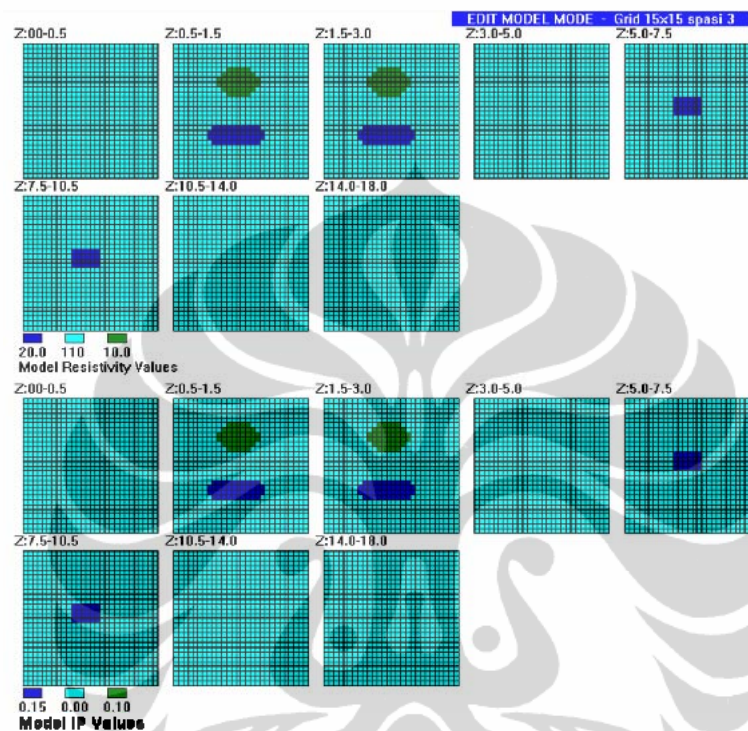 EDIT MODEL MODE - Grid 15x15 spasi 3
Z:00-0.5 Z:0.5-1.5 Z:1.5-3.0 Z:3.0-5.0 Z:5.0-7.5
Z:7.5-10.5 Z:10.5-14.0 Z:14.0-18.0
20.0 110 10.0
Model Resistivity Values
Z:00-0.5 Z:0.5-1.5 Z:1.5-3.0 Z:3.0-5.0 Z:5.0-7.5
Z:7.5-10.5 Z:10.5-14.0 Z:14.0-18.0
0.15 0.00 0.10
Model IP Values